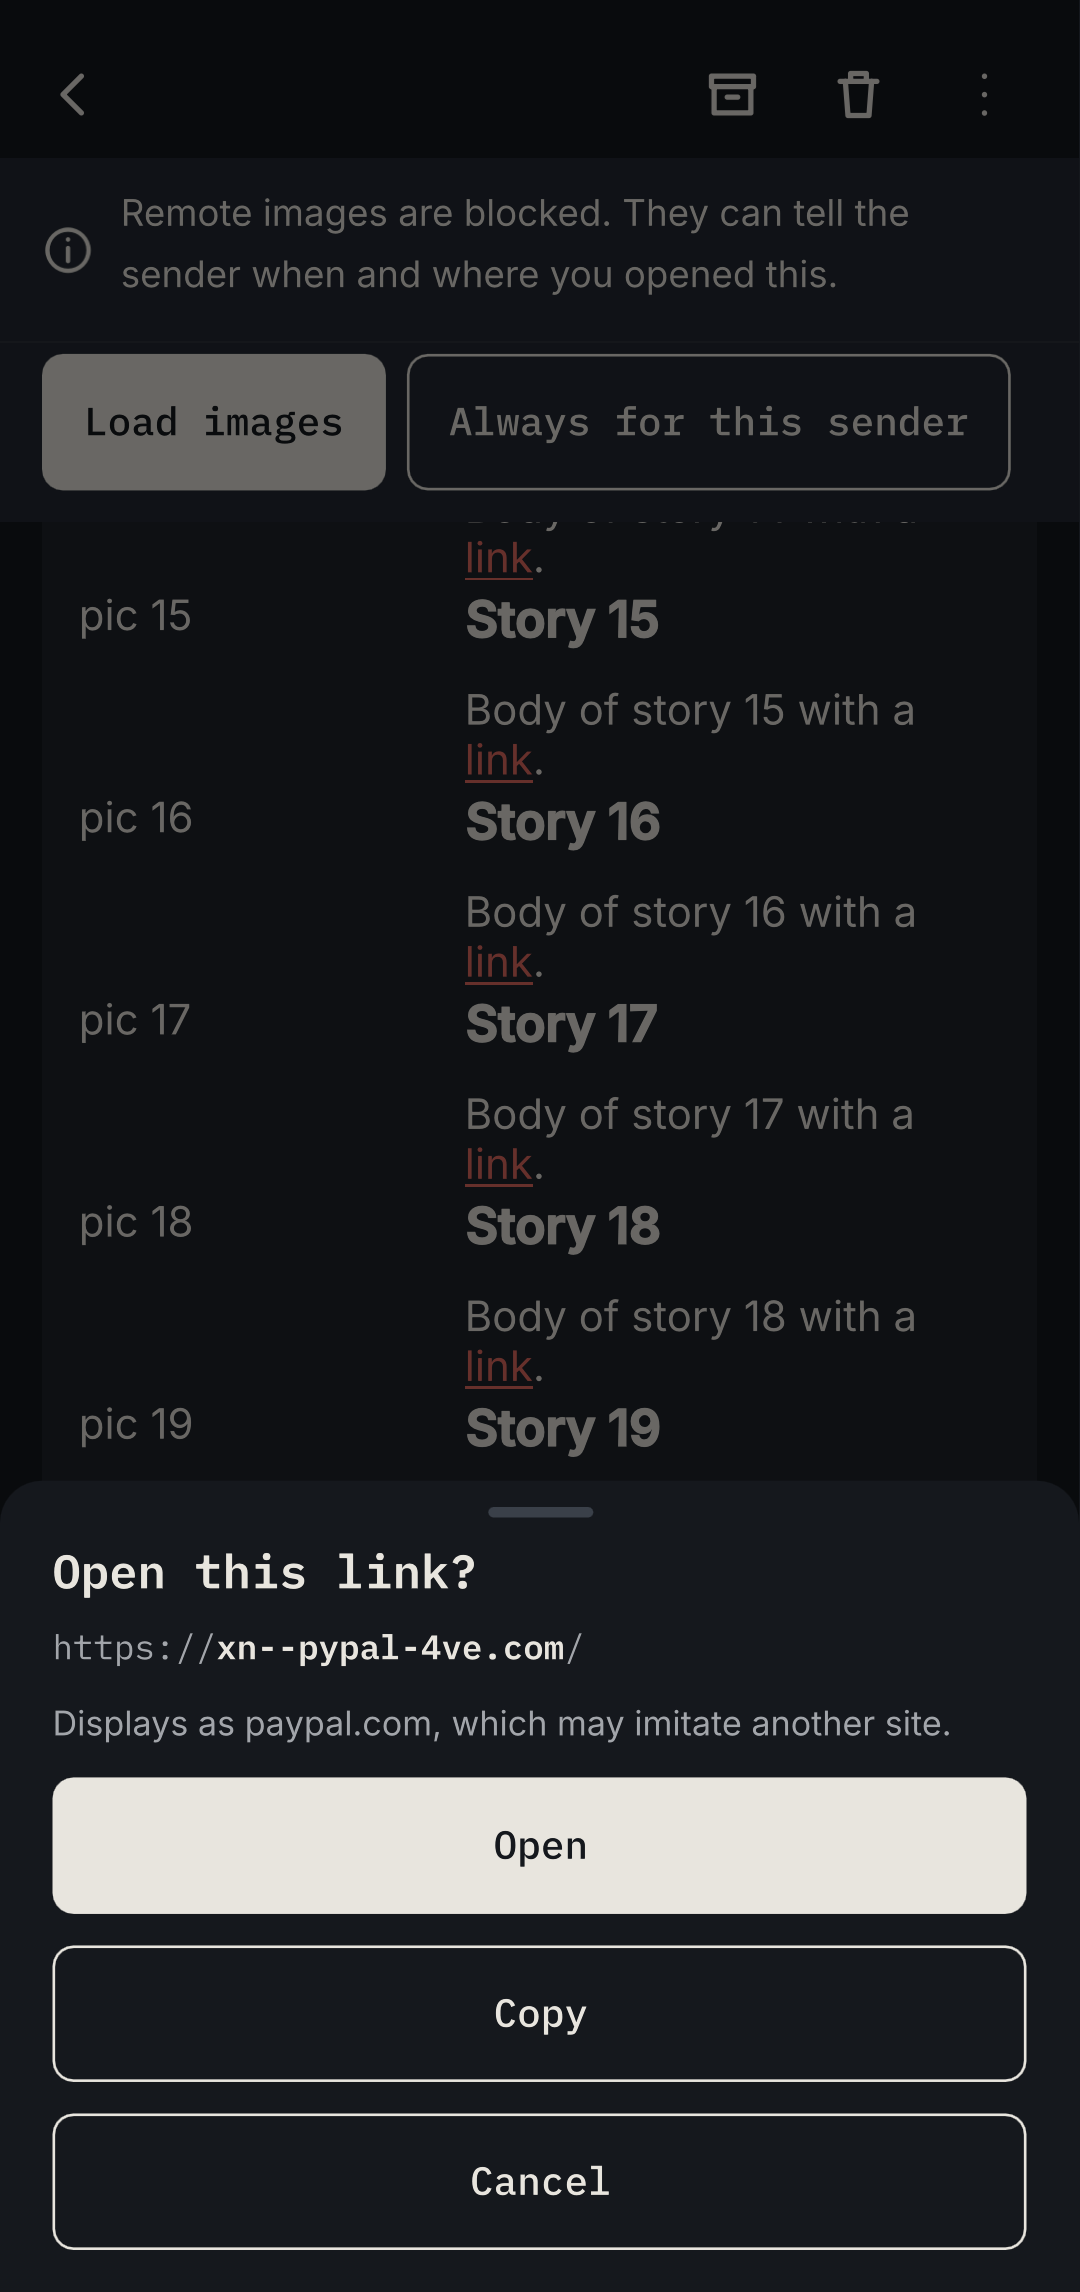 Remote images are blocked. They can tell the
sender when and where you opened this.
Load images
Always for this sender
link.
pic 15
Story 15
Body of story 15 with a
link.
pic 16
Story 16
Body of story 16 with a
link.
pic 17
Story 17
Body of story 17 with a
link.
pic 18
Story 18
Body of story 18 with a
link.
pic 19
Story 19
Open this link?
https://xn--pypal-4ve.com/
Displays as pаypal.com, which may imitate another site.
Open
Copy
Cancel